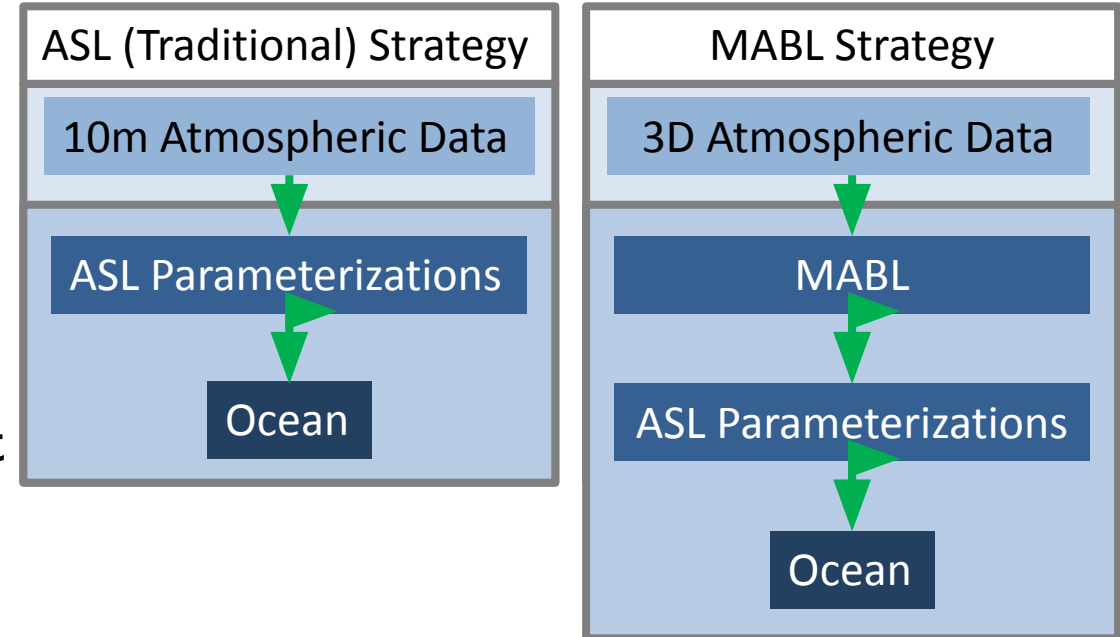 ASL (Traditional) Strategy
10m Atmospheric Data
ASL Parameterizations
Ocean
MABL Strategy
3D Atmospheric Data
MABL
ASL Parameterizations
Ocean